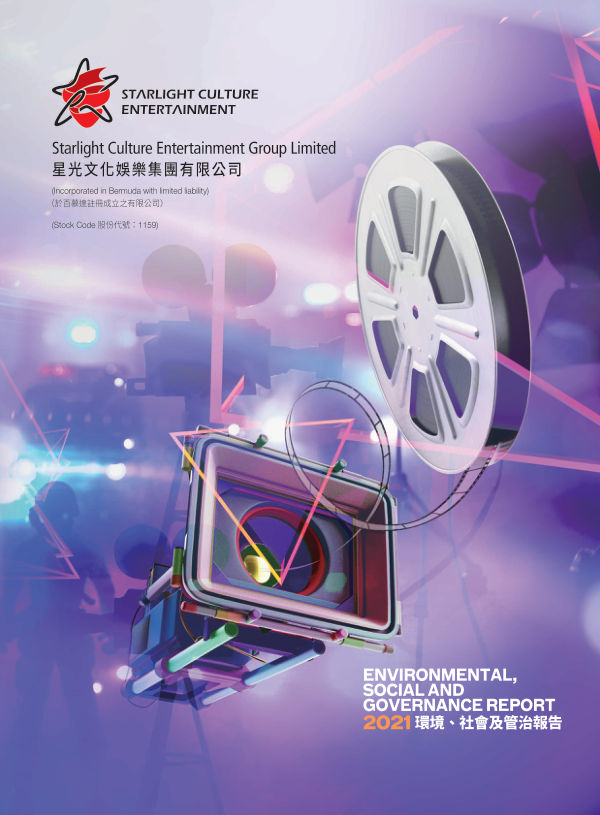 STARLIGHT CULTURE
ENTERTAINMENT
Starlight Culture Entertainment Group Limited
星光文化娛樂集團有限公司
(Incorporated in Bermuda with limited liability)
(於百慕達註冊成立之有限公司)
(Stock Code 股份代號：1159)
ENVIRONMENTAL,
SOCIAL AND
GOVERNANCE REPORT
2021 環境、社會及管治報告